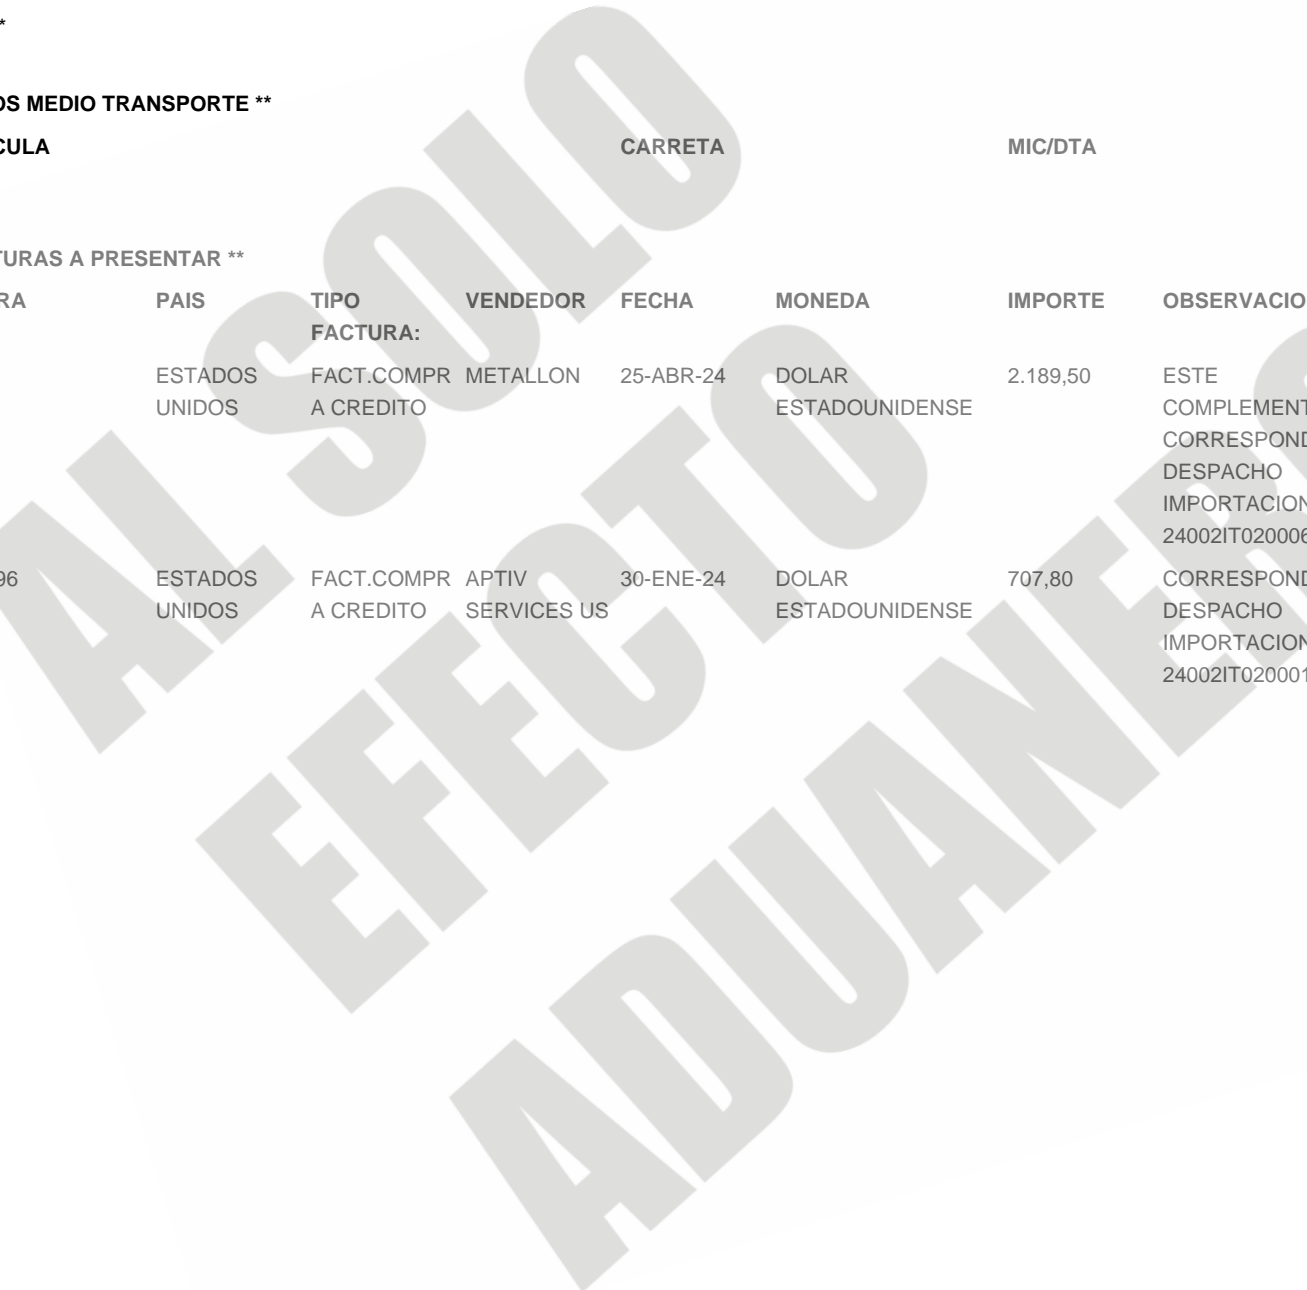 *
OS MEDIO TRANSPORTE **
CULA CARRETA MIC/DTA
TURAS A PRESENTAR **
RA PAIS TIPO VENDEDOR FECHA MONEDA IMPORTE OBSERVACIO
FACTURA:
ESTADOS FACT.COMPR METALLON 25-ABR-24 DOLAR 2.189,50 ESTE
UNIDOS A CREDITO ESTADOUNIDENSE COMPLEMENT
CORRESPOND
DESPACHO
IMPORTACION
24002IT020006
96 ESTADOS FACT.COMPR APTIV 30-ENE-24 DOLAR 707,80 CORRESPOND
UNIDOS A CREDITO SERVICES US ESTADOUNIDENSE DESPACHO
IMPORTACION
24002IT020001
AL SOLO
EFECTO
ADUANERO